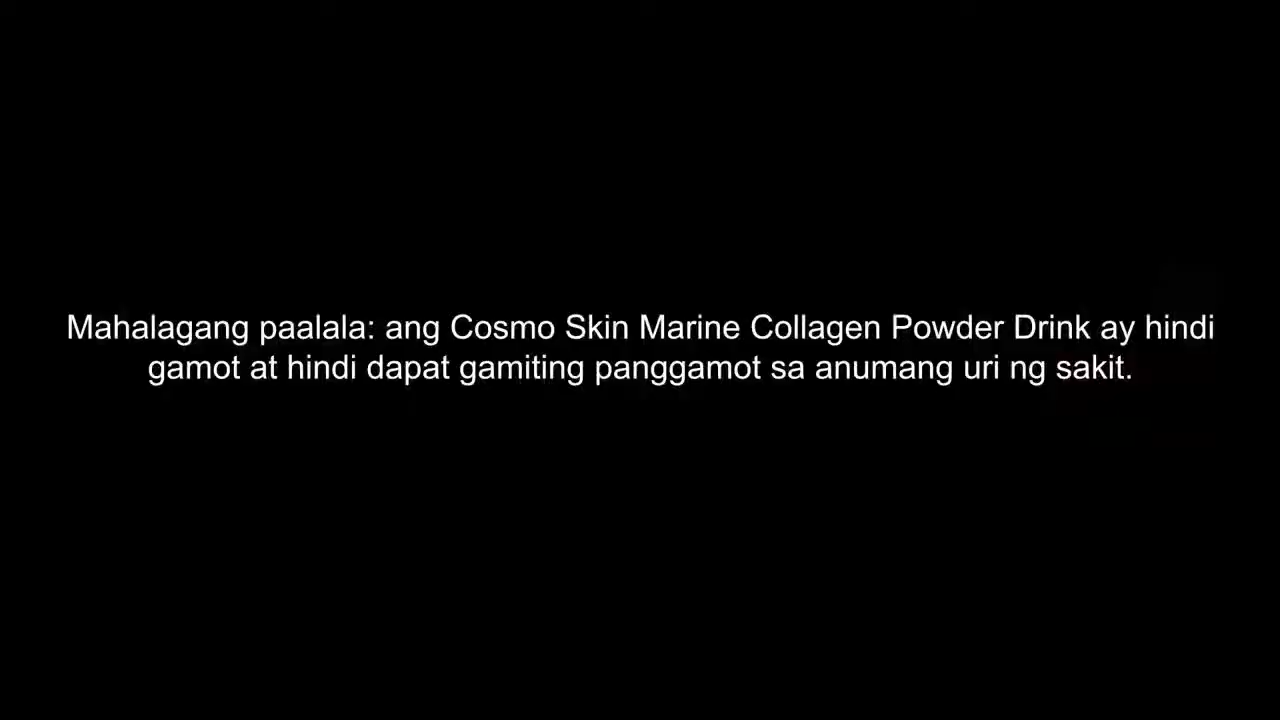 Mahalagang paalala: ang Cosmo Skin Marine Collagen Powder Drink ay hindi
gamot at hindi dapat gamiting panggamot sa anumang uri ng sakit.